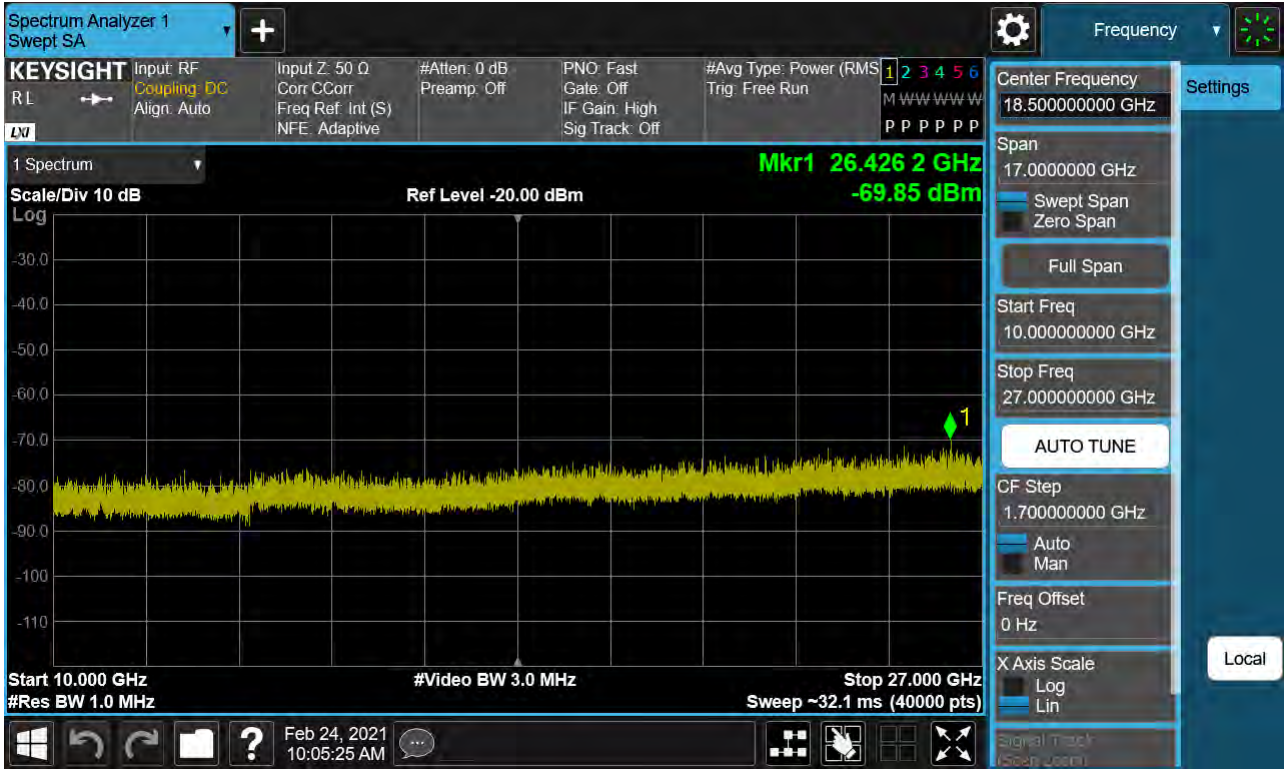 Spectrum Analyzer 1
Swept SA
+
Frequency
KEYSIGHT
R L
LXI
Input: RF
Coupling: DC
Align: Auto
Input Z: 50 Ω
Corr CCorr
Freq Ref: Int (S)
NFE: Adaptive
#Atten: 0 dB
Preamp: Off
PNO: Fast
Gate: Off
IF Gain: High
Sig Track: Off
#Avg Type: Power (RMS
Trig: Free Run
1 2 3 4 5 6
M W W W W W
P P P P P P
1 Spectrum
Scale/Div 10 dB
Ref Level -20.00 dBm
Mkr1 26.426 2 GHz
-69.85 dBm
Log
-30.0
-40.0
-50.0
-60.0
-70.0
-80.0
-90.0
-100
-110
1
Start 10.000 GHz
#Video BW 3.0 MHz
Stop 27.000 GHz
#Res BW 1.0 MHz
Sweep ~32.1 ms (40000 pts)
Center Frequency
18.500000000 GHz
Settings
Span
17.0000000 GHz
Swept Span
Zero Span
Full Span
Start Freq
10.000000000 GHz
Stop Freq
27.000000000 GHz
AUTO TUNE
CF Step
1.700000000 GHz
Auto
Man
Freq Offset
0 Hz
X Axis Scale
Log
Lin
Signal Track
(Span Zoom)
Local
?
Feb 24, 2021
10:05:25 AM